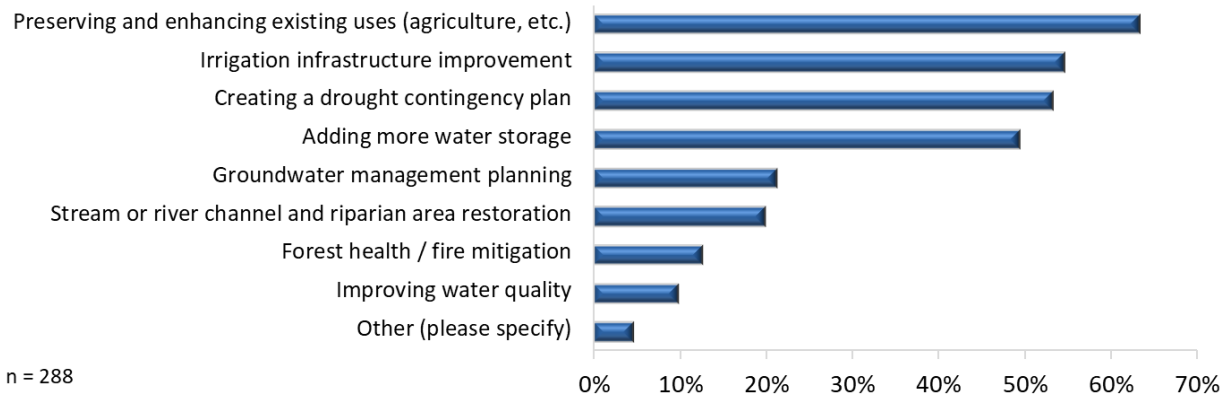 Preserving and enhancing existing uses (agriculture, etc.)
Irrigation infrastructure improvement
Creating a drought contingency plan
Adding more water storage
Groundwater management planning
Stream or river channel and riparian area restoration
Forest health / fire mitigation
Improving water quality
Other (please specify)
n = 288
0% 10% 20% 30% 40% 50% 60% 70%